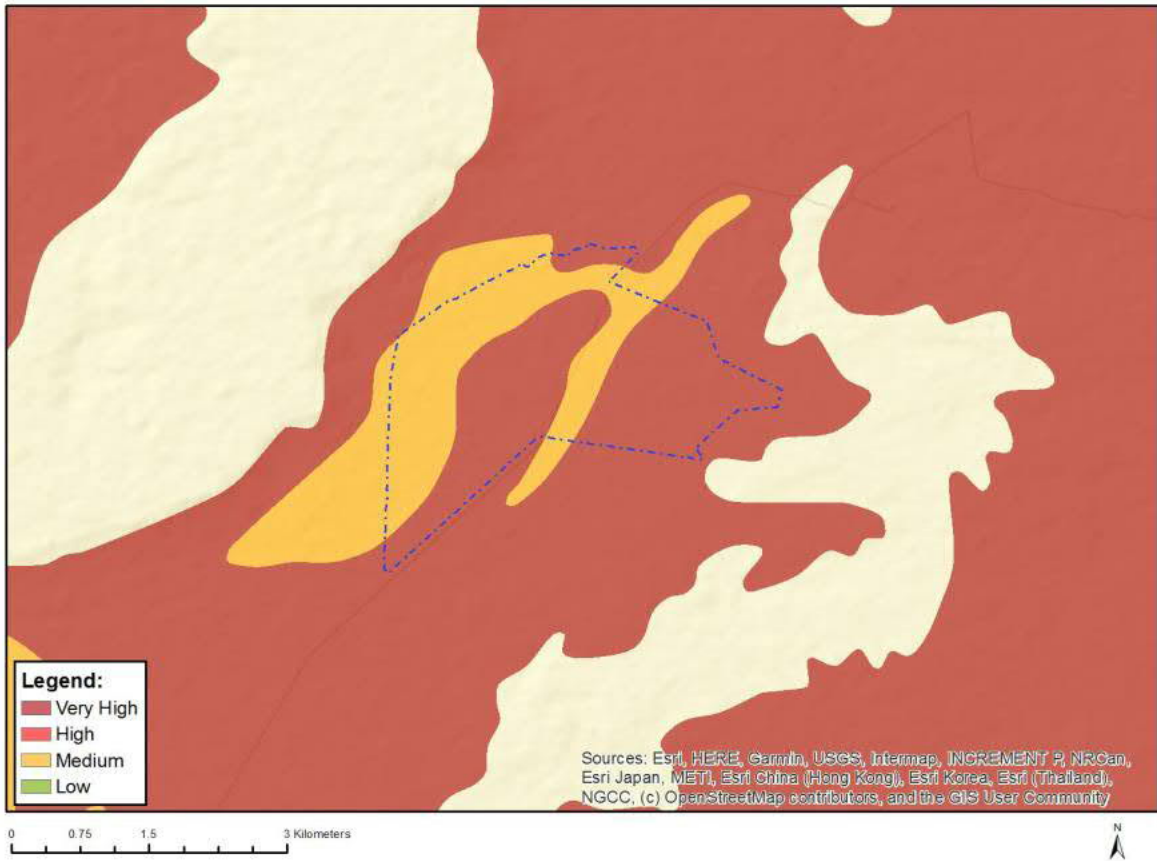 Legend:
Very High
High
Medium
Low
Sources: Esri, HERE, Garmin, USGS, Intermap, INCREMENT P, NRCan,
Esri Japan, METI, Esri China (Hong Kong), Esri Korea, Esri (Thailand),
NGCC, (c) OpenStreetMap contributors, and the GIS User Community
0 0.75 1.5 3 Kilometers
N